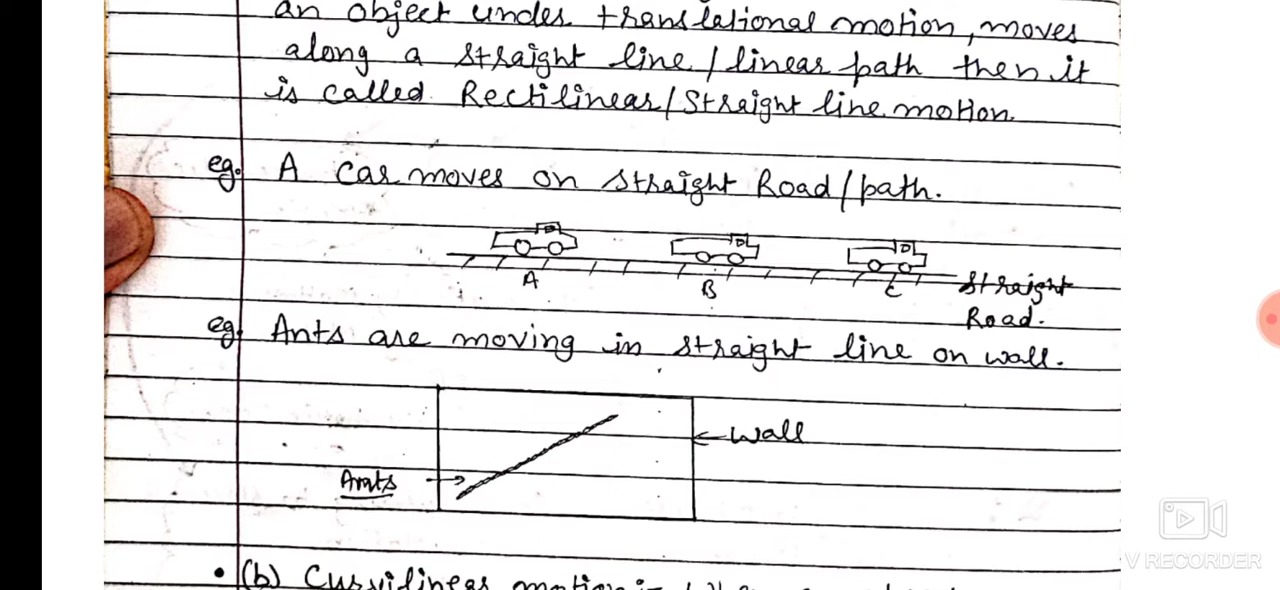 an object under translational motion, moves
along a straight line / linear path then it
is called Rectilinear / Straight line motion.
eg. A car moves on straight Road / path.
A B C Straight
Road.
eg. Ants are moving in straight line on wall.
← Wall
Ants →
• (b) Curvilinear motion :-
V RECORDER